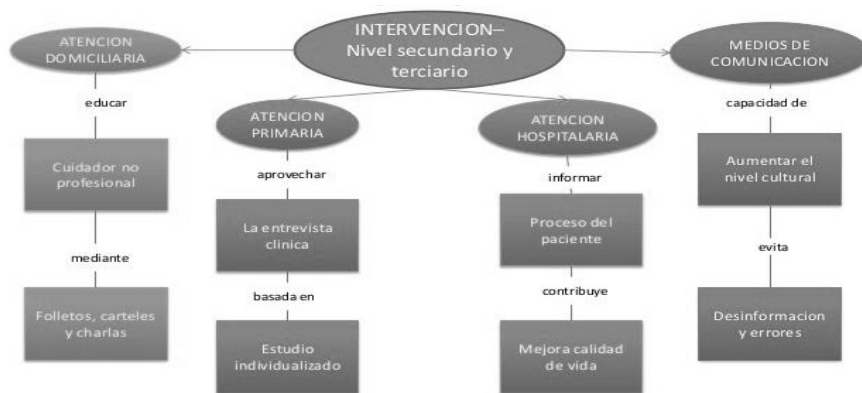 INTERVENCION–
Nivel secundario y
terciario
ATENCION
DOMICILIARIA
educar
Cuidador no
profesional
mediante
Folletos, carteles
y charlas
ATENCION
PRIMARIA
aprovechar
La entrevista
clinica
basada en
Estudio
individualizado
ATENCION
HOSPITALARIA
informar
Proceso del
paciente
contribuye
Mejora calidad
de vida
MEDIOS DE
COMUNICACION
capacidad de
Aumentar el
nivel cultural
evita
Desinformacion
y errores